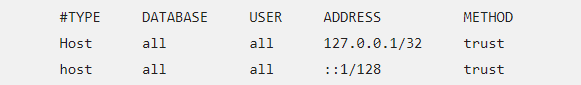 #TYPE DATABASE USER ADDRESS METHOD
Host all all 127.0.0.1/32 trust
host all all ::1/128 trust